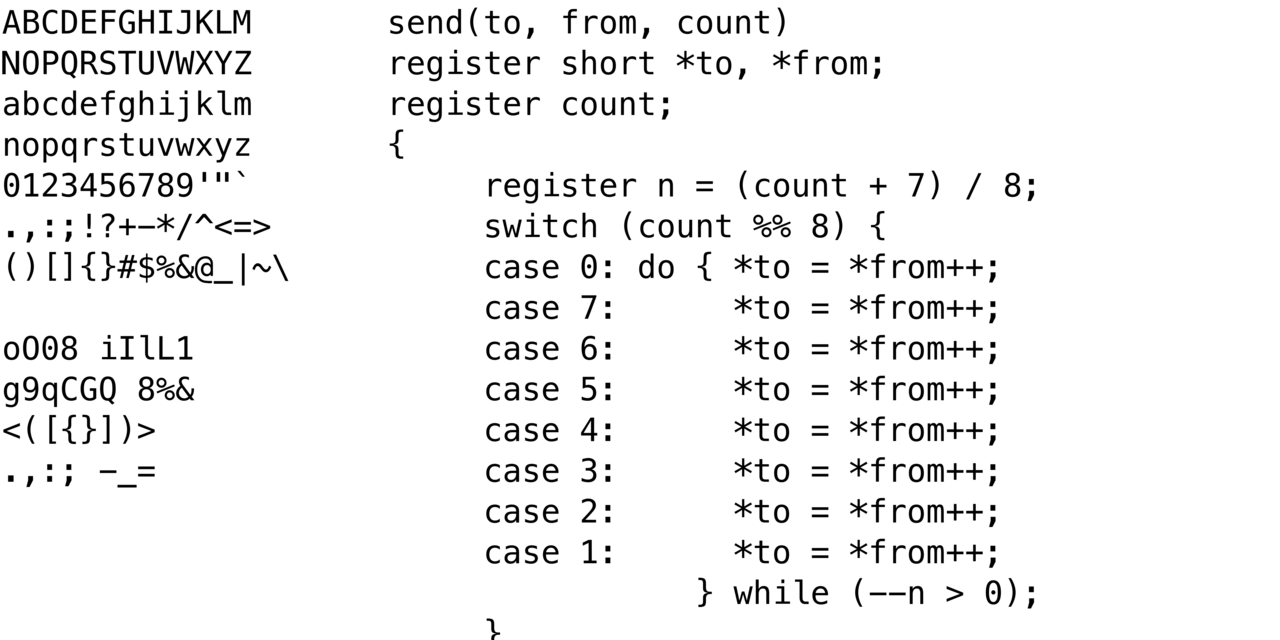 ABCDEFGHIJKLM
NOPQRSTUVWXYZ
abcdefghijklm
nopqrstuvwxyz
0123456789'"`
.,:;!?+-*/^<=>
()[]{}#$%&@_|~\
oO08 iIlL1
g9qCGQ 8%&
<([{}])>
.,:; -_=
send(to, from, count)
register short *to, *from;
register count;
{
     register n = (count + 7) / 8;
     switch (count %% 8) {
     case 0: do { *to = *from++;
     case 7:      *to = *from++;
     case 6:      *to = *from++;
     case 5:      *to = *from++;
     case 4:      *to = *from++;
     case 3:      *to = *from++;
     case 2:      *to = *from++;
     case 1:      *to = *from++;
                } while (--n > 0);
     }